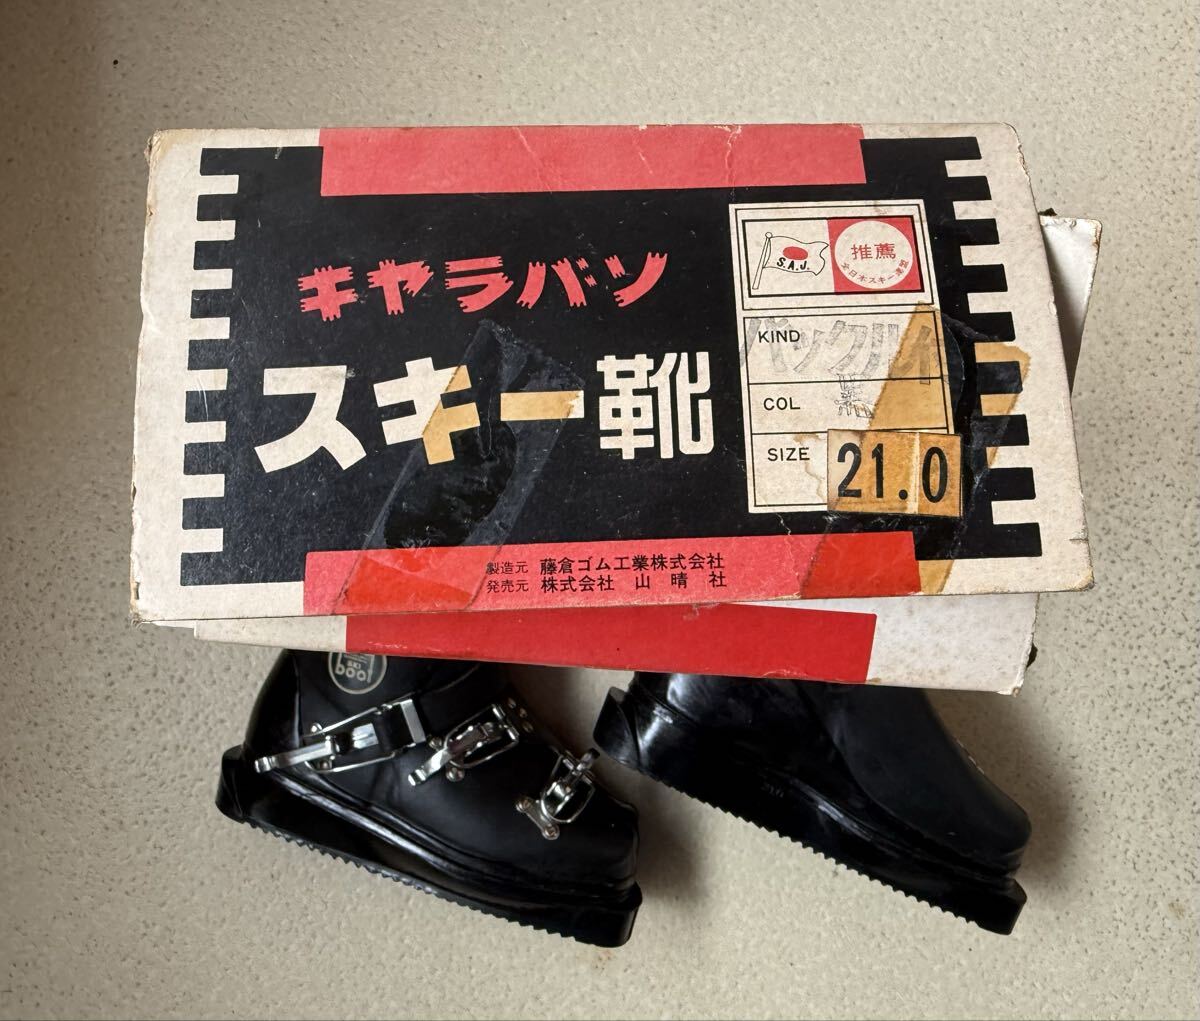 キャラバン
スキー靴
S.A.J.
推薦
全日本スキー連盟
KIND
バックル
COL
黒
SIZE
21.0
製造元 藤倉ゴム工業株式会社
発売元 株式会社 山晴社
SKI
boot